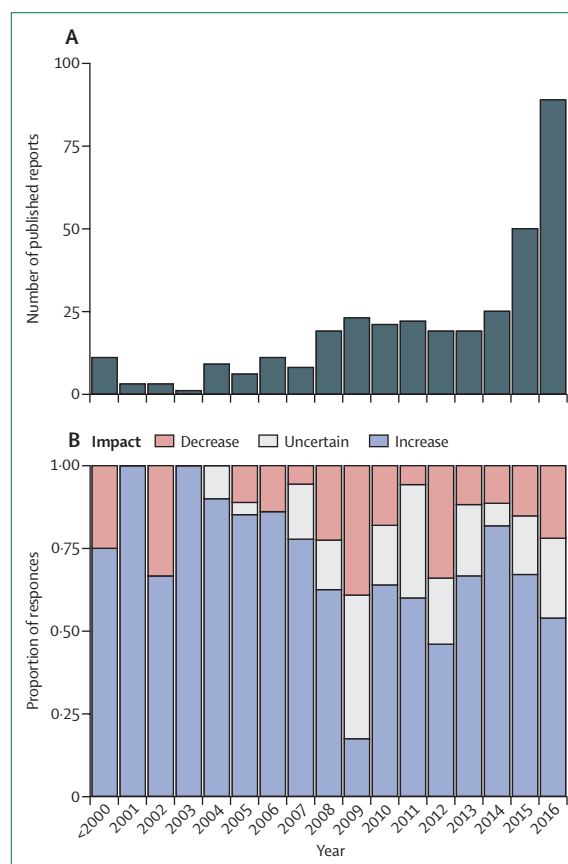 A
100
75
50
25
0
Number of published reports
B Impact Decrease Uncertain Increase
1·00
0·75
0·50
0·25
0
Proportion of responces
<2000 2001 2002 2003 2004 2005 2006 2007 2008 2009 2010 2011 2012 2013 2014 2015 2016
Year